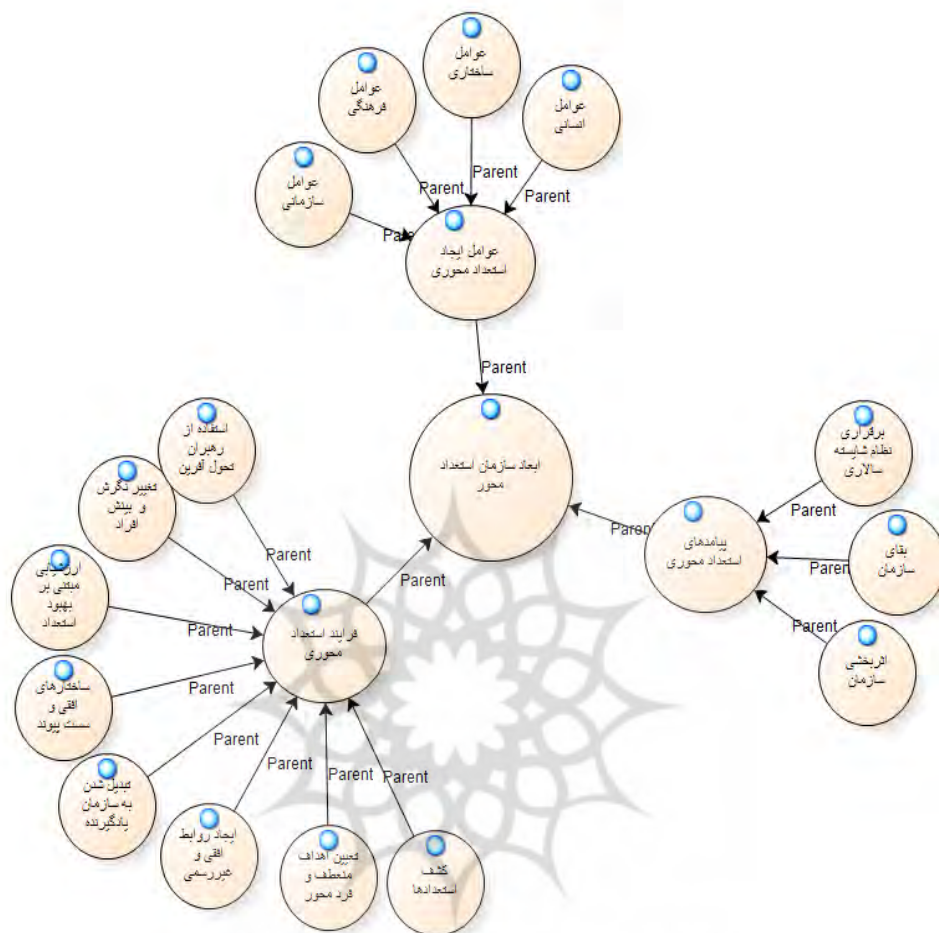 عوامل
ساختاری
عوامل
فرهنگی
عوامل
انسانی
عوامل
سازمانی
Parent
Parent
Parent
Parent
عوامل ایجاد
استعداد محوری
Parent
ابعاد سازمان استعداد
محور
استفاده از
رهبران
تحول آفرین
تغییر نگرش
و بینش
افراد
ارزشیابی
مبتنی بر
بهبود
استعداد
ساختارهای
افقی و
سست پیوند
تبدیل شدن
به سازمان
یادگیرنده
ایجاد روابط
افقی و
غیررسمی
تعیین اهداف
منعطف و
فرد محور
کشف
استعدادها
Parent
Parent
Parent
Parent
Parent
Parent
Parent
Parent
فرایند استعداد
محوری
Parent
برقراری
نظام شایسته
سالاری
بقای
سازمان
اثربخشی
سازمان
Parent
Parent
Parent
پیامدهای
استعداد محوری
Parent